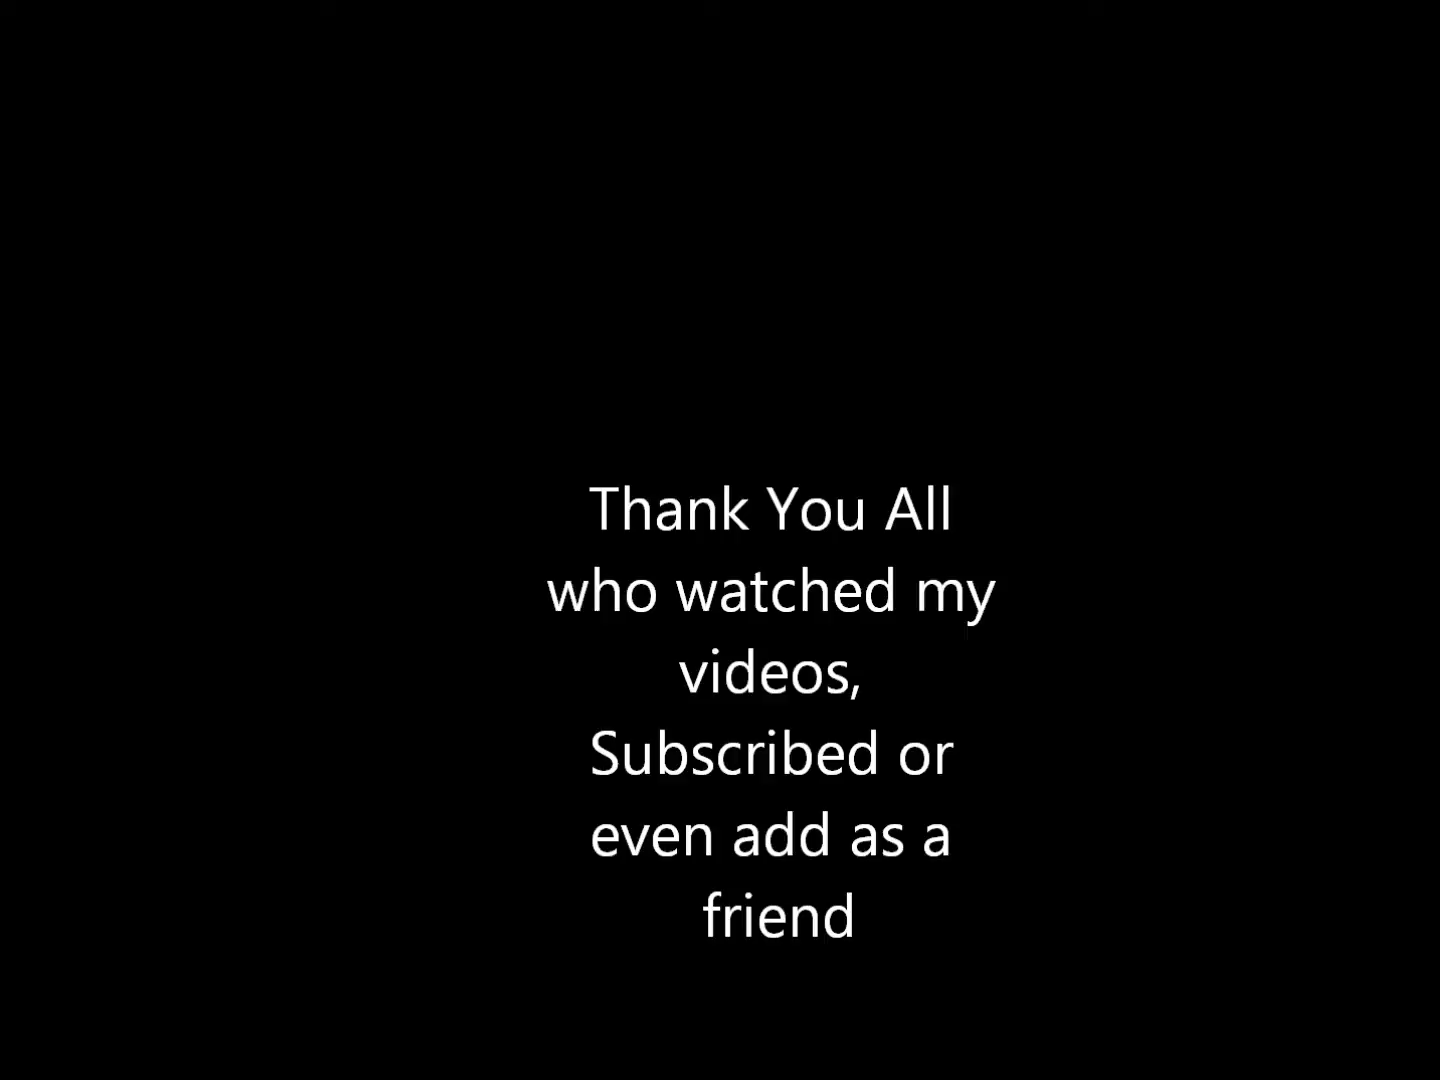 Thank You All
who watched my
videos,
Subscribed or
even add as a
friend